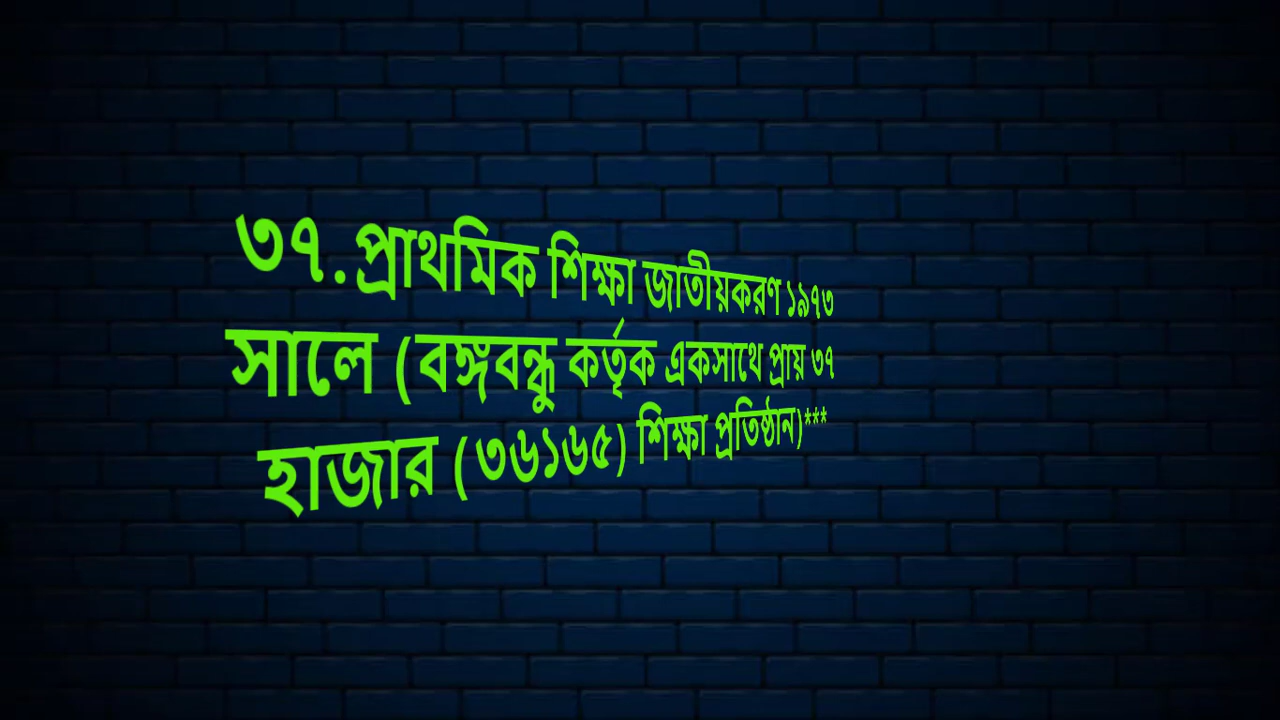 ৩৭.প্রাথমিক শিক্ষা জাতীয়করণ ১৯৭৩
সালে (বঙ্গবন্ধু কর্তৃক একসাথে প্রায় ৩৭
হাজার (৩৬১৬৫) শিক্ষা প্রতিষ্ঠান)***